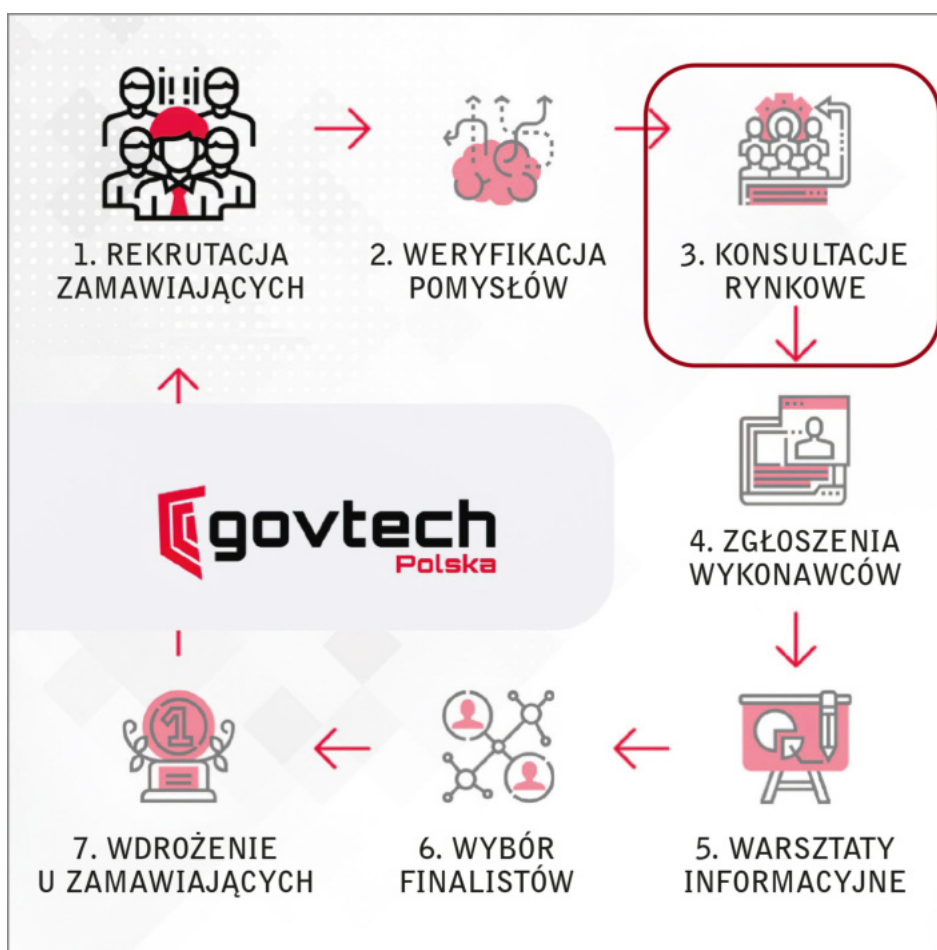 1. REKRUTACJA
ZAMAWIAJĄCYCH
2. WERYFIKACJA
POMYSŁÓW
3. KONSULTACJE
RYNKOWE
govtech
Polska
4. ZGŁOSZENIA
WYKONAWCÓW
5. WARSZTATY
INFORMACYJNE
6. WYBÓR
FINALISTÓW
7. WDROŻENIE
U ZAMAWIAJĄCYCH
1